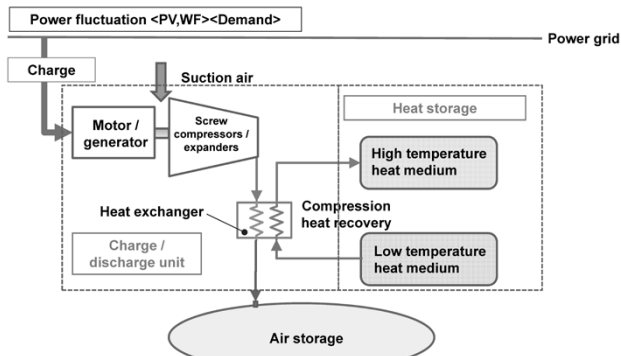 Power fluctuation <PV,WF><Demand>
Power grid
Charge
Suction air
Heat storage
Motor /
generator
Screw
compressors /
expanders
High temperature
heat medium
Heat exchanger
Compression
heat recovery
Charge /
discharge unit
Low temperature
heat medium
Air storage